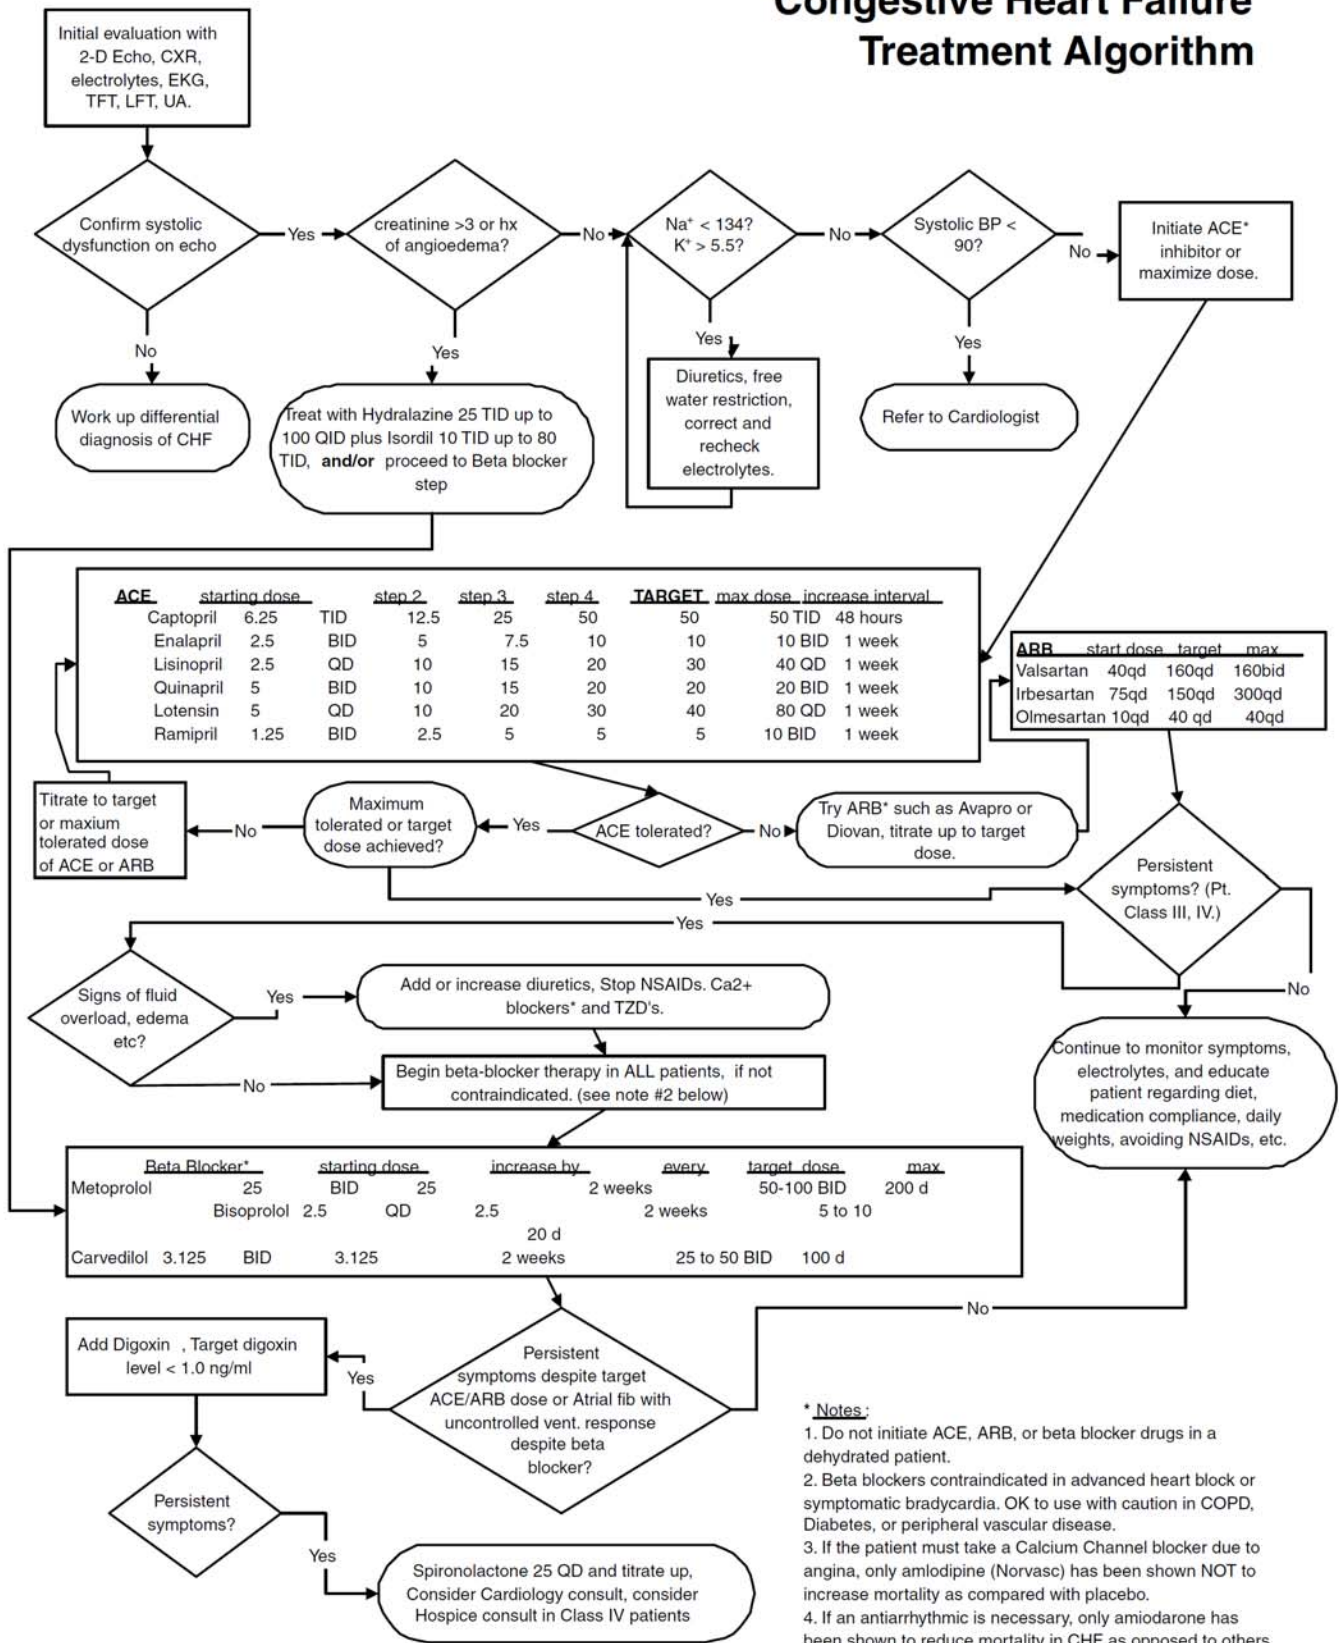 Congestive Heart Failure
Treatment Algorithm
Initial evaluation with
2-D Echo, CXR,
electrolytes, EKG,
TFT, LFT, UA.
Confirm systolic
dysfunction on echo
Yes
creatinine >3 or hx
of angioedema?
No
Na⁺ < 134?
K⁺ > 5.5?
No
Systolic BP <
90?
No
Initiate ACE*
inhibitor or
maximize dose.
No
Yes
Yes
Yes
Work up differential
diagnosis of CHF
Treat with Hydralazine 25 TID up to
100 QID plus Isordil 10 TID up to 80
TID, and/or proceed to Beta blocker
step
Diuretics, free
water restriction,
correct and
recheck
electrolytes.
Refer to Cardiologist
ACE starting dose step 2 step 3 step 4 TARGET max dose increase interval
Captopril 6.25 TID 12.5 25 50 50 50 TID 48 hours
Enalapril 2.5 BID 5 7.5 10 10 10 BID 1 week
Lisinopril 2.5 QD 10 15 20 30 40 QD 1 week
Quinapril 5 BID 10 15 20 20 20 BID 1 week
Lotensin 5 QD 10 20 30 40 80 QD 1 week
Ramipril 1.25 BID 2.5 5 5 5 10 BID 1 week
ARB start dose target max
Valsartan 40qd 160qd 160bid
Irbesartan 75qd 150qd 300qd
Olmesartan 10qd 40 qd 40qd
Titrate to target
or maxium
tolerated dose
of ACE or ARB
No
Maximum
tolerated or target
dose achieved?
Yes
ACE tolerated?
No
Try ARB* such as Avapro or
Diovan, titrate up to target
dose.
Persistent
symptoms? (Pt.
Class III, IV.)
Yes
Yes
No
Signs of fluid
overload, edema
etc?
Yes
Add or increase diuretics, Stop NSAIDs. Ca2+
blockers* and TZD's.
No
Begin beta-blocker therapy in ALL patients, if not
contraindicated. (see note #2 below)
Continue to monitor symptoms,
electrolytes, and educate
patient regarding diet,
medication compliance, daily
weights, avoiding NSAIDs, etc.
Beta Blocker* starting dose increase by every target dose max
Metoprolol 25 BID 25 2 weeks 50-100 BID 200 d
Bisoprolol 2.5 QD 2.5 2 weeks 5 to 10
20 d
Carvedilol 3.125 BID 3.125 2 weeks 25 to 50 BID 100 d
No
Add Digoxin , Target digoxin
level < 1.0 ng/ml
Yes
Persistent
symptoms despite target
ACE/ARB dose or Atrial fib with
uncontrolled vent. response
despite beta
blocker?
Persistent
symptoms?
Yes
Spironolactone 25 QD and titrate up,
Consider Cardiology consult, consider
Hospice consult in Class IV patients
* Notes :
1. Do not initiate ACE, ARB, or beta blocker drugs in a
dehydrated patient.
2. Beta blockers contraindicated in advanced heart block or
symptomatic bradycardia. OK to use with caution in COPD,
Diabetes, or peripheral vascular disease.
3. If the patient must take a Calcium Channel blocker due to
angina, only amlodipine (Norvasc) has been shown NOT to
increase mortality as compared with placebo.
4. If an antiarrhythmic is necessary, only amiodarone has
been shown to reduce mortality in CHF as opposed to others